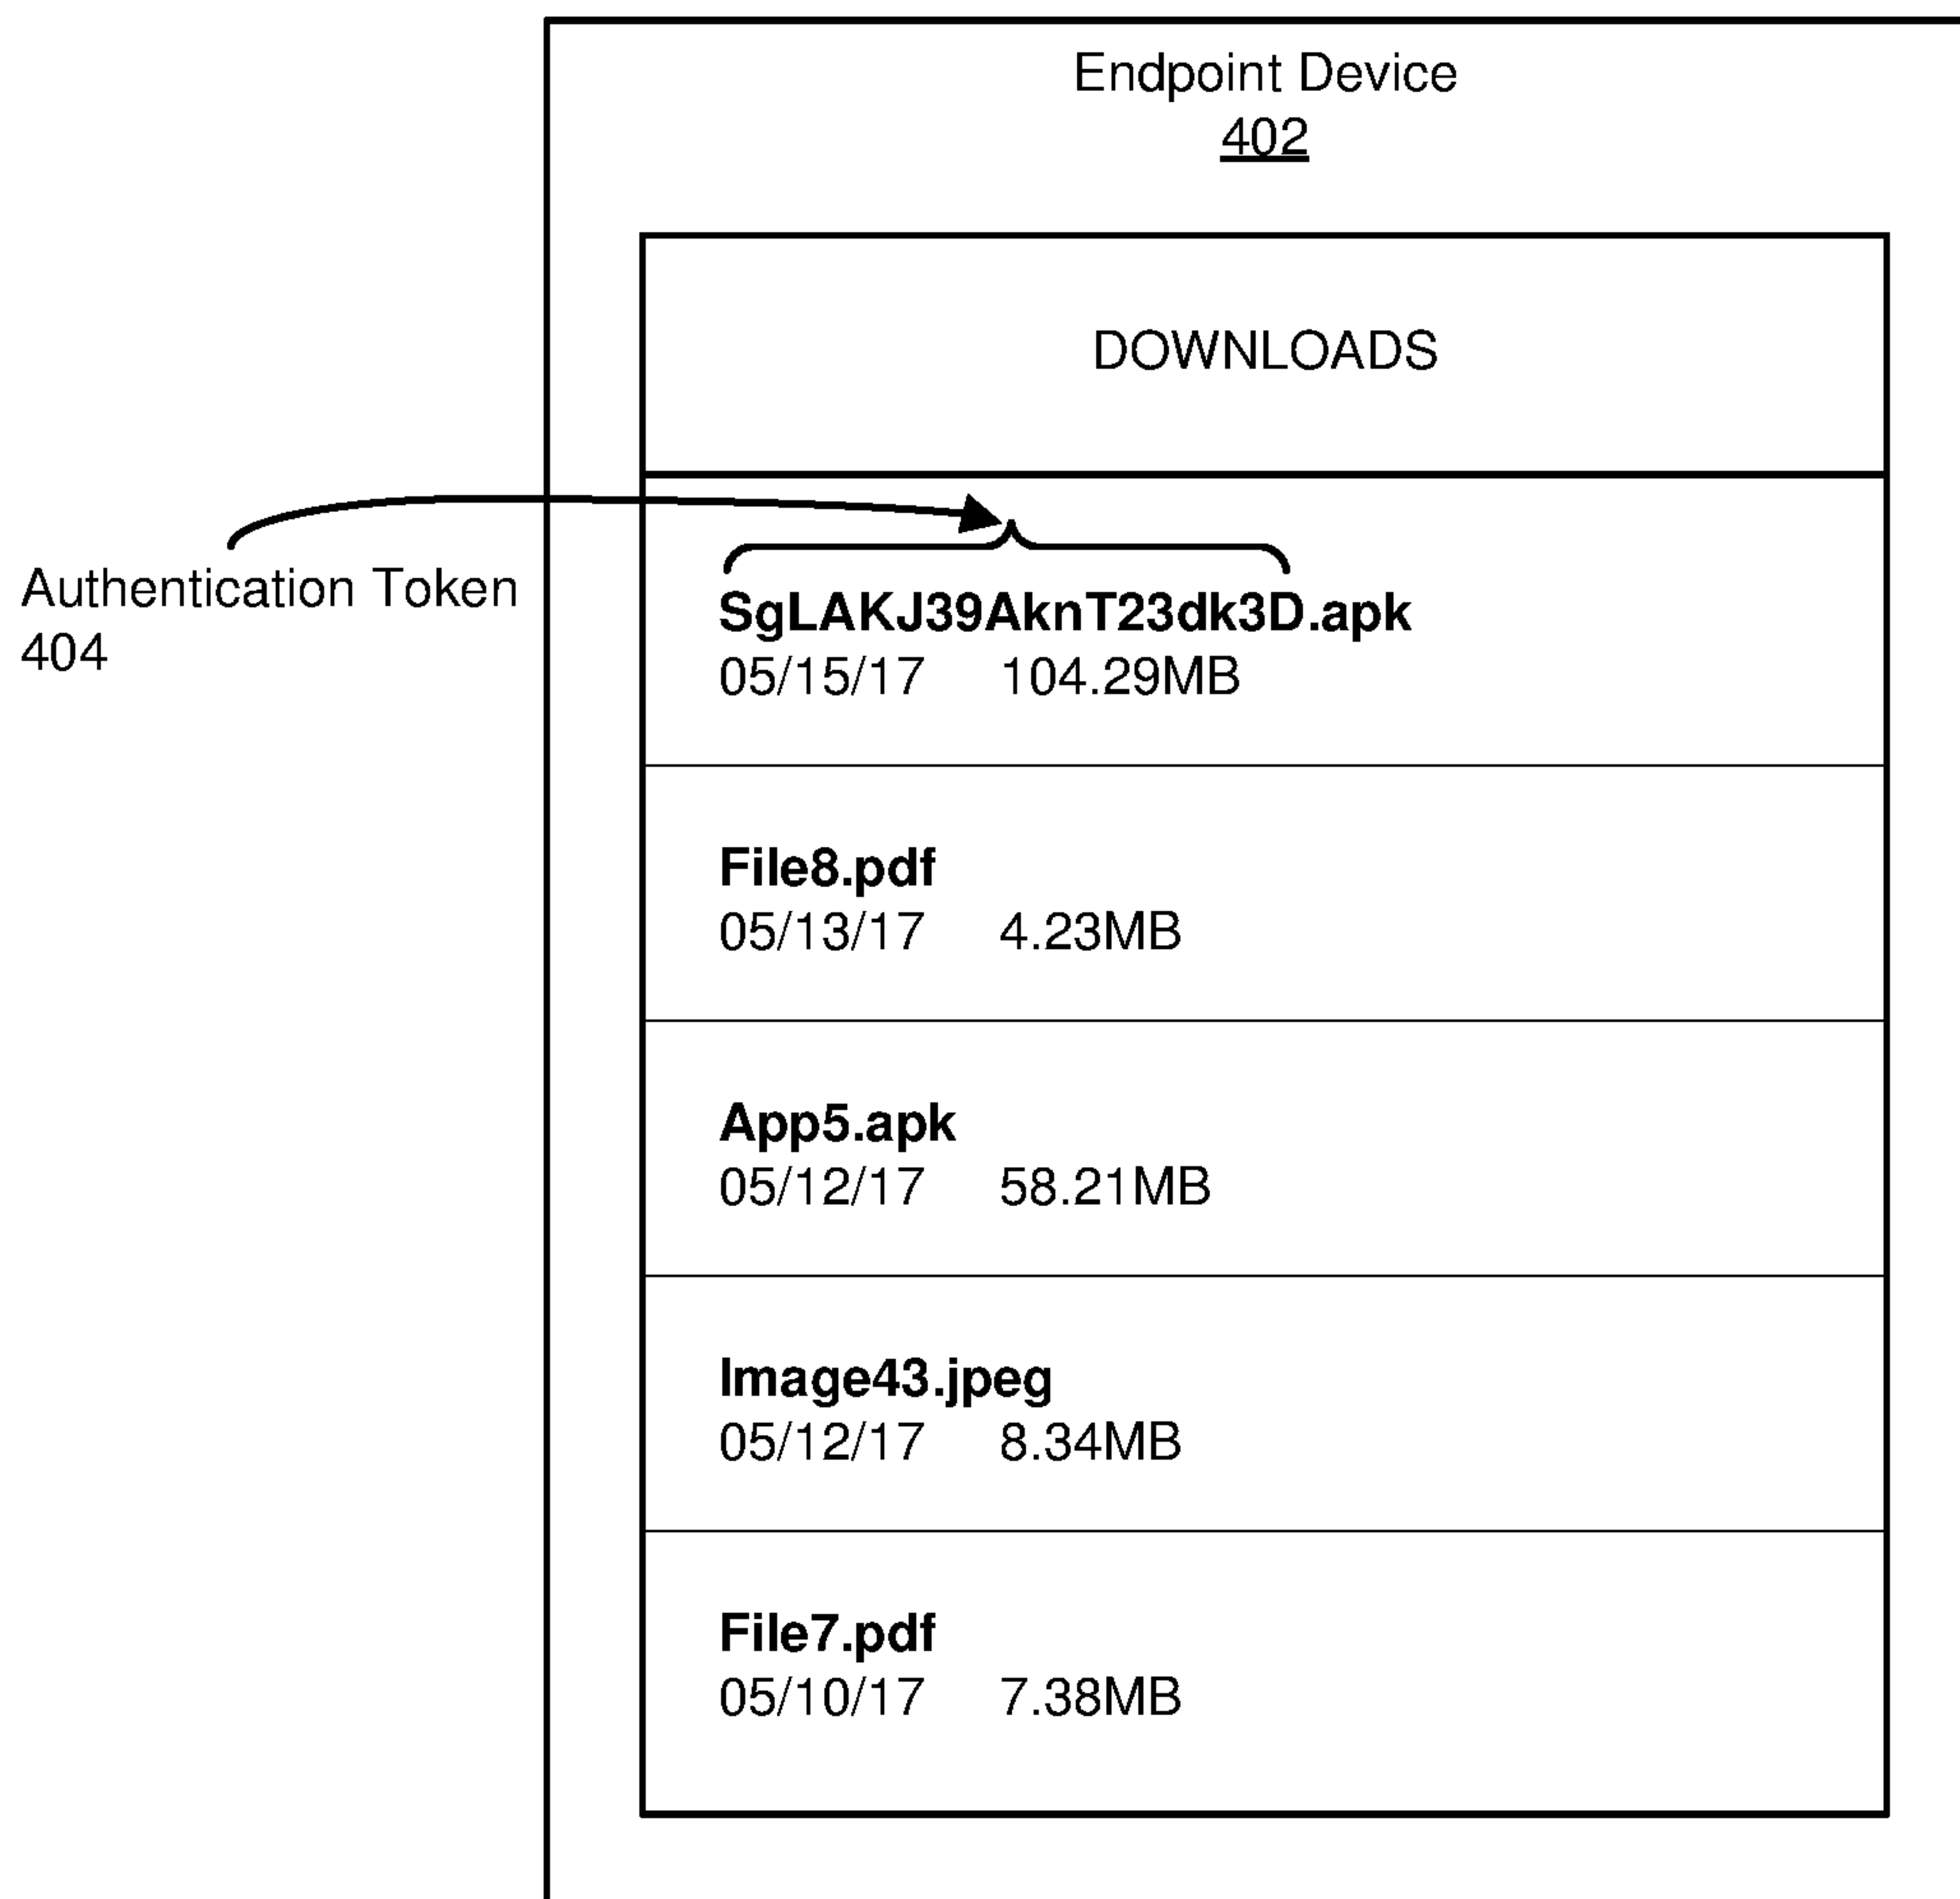 Endpoint Device
402
DOWNLOADS
Authentication Token
404
SgLAKJ39AknT23dk3D.apk
05/15/17 104.29MB
File8.pdf
05/13/17 4.23MB
App5.apk
05/12/17 58.21MB
Image43.jpeg
05/12/17 8.34MB
File7.pdf
05/10/17 7.38MB